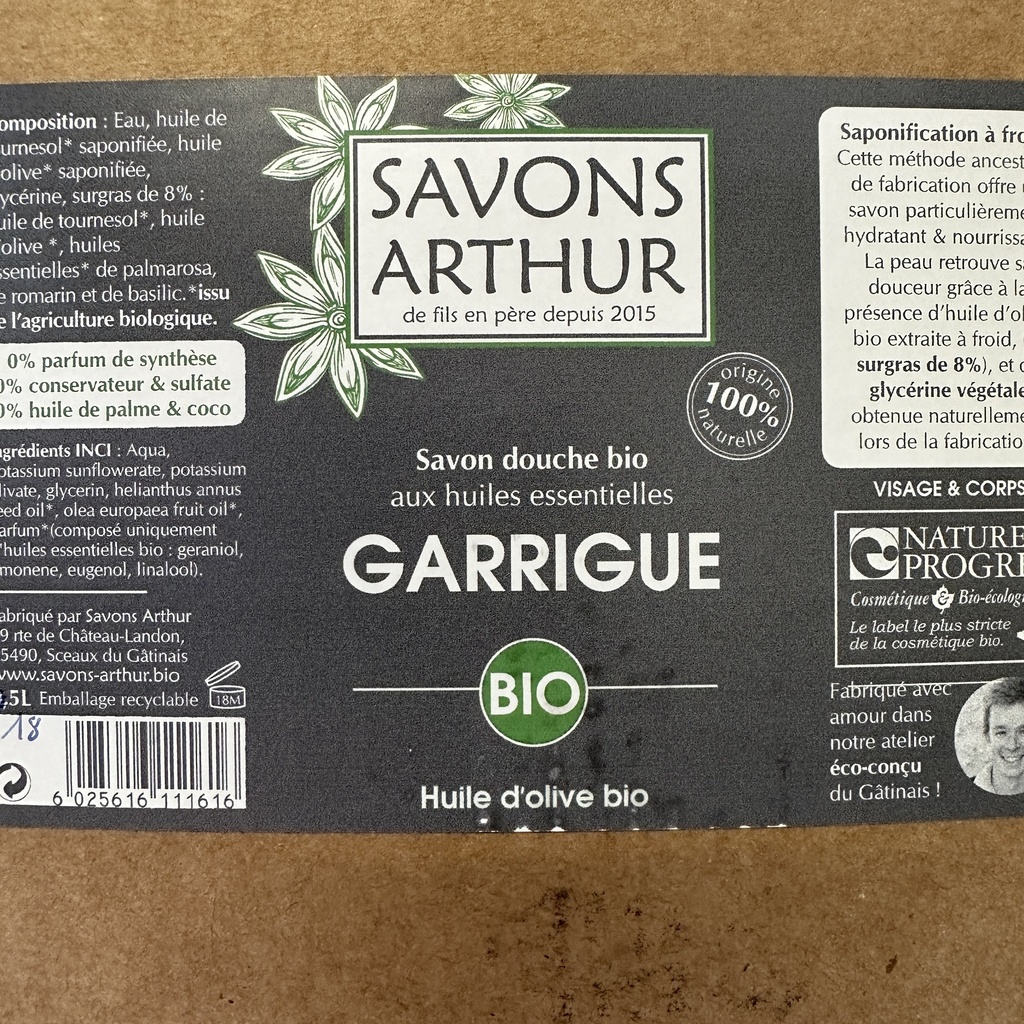 omposition : Eau, huile de
urnesol* saponifiée, huile
olive* saponifiée,
ycérine, surgras de 8% :
uile de tournesol*, huile
olive *, huiles
ssentielles* de palmarosa,
e romarin et de basilic.*issu
e l'agriculture biologique.
0% parfum de synthèse
0% conservateur & sulfate
0% huile de palme & coco
ngrédients INCI : Aqua,
otassium sunflowerate, potassium
livate, glycerin, helianthus annus
eed oil*, olea europaea fruit oil*,
arfum*(composé uniquement
'huiles essentielles bio : geraniol,
monene, eugenol, linalool).
abriqué par Savons Arthur
9 rte de Château-Landon,
5490, Sceaux du Gâtinais
www.savons-arthur.bio
5L Emballage recyclable
18M
18
6 025616 111616
SAVONS
ARTHUR
de fils en père depuis 2015
origine
100%
naturelle
Savon douche bio
aux huiles essentielles
GARRIGUE
BIO
Huile d'olive bio
Saponification à fro
Cette méthode ancest
de fabrication offre
savon particulièreme
hydratant & nourrissa
La peau retrouve sa
douceur grâce à la
présence d'huile d'ol
bio extraite à froid, (
surgras de 8%), et d
glycérine végétale
obtenue naturelleme
lors de la fabricatio
VISAGE & CORPS
NATURE
PROGRE
Cosmétique & Bio-écolog
Le label le plus stricte
de la cosmétique bio.
Fabriqué avec
amour dans
notre atelier
éco-conçu
du Gâtinais !